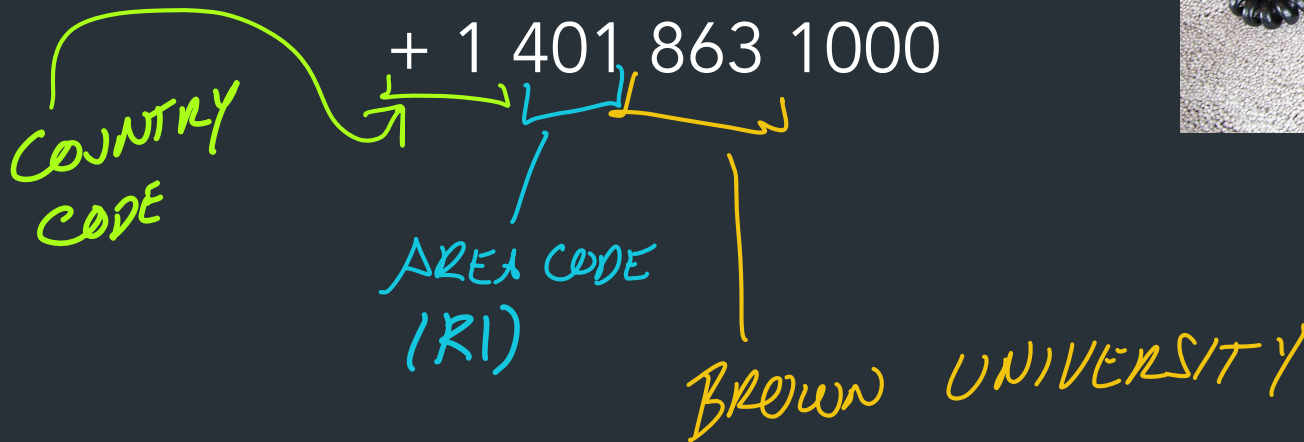 + 1 401 863 1000
COUNTRY
CODE
AREA CODE
(RI)
BROWN UNIVERSITY